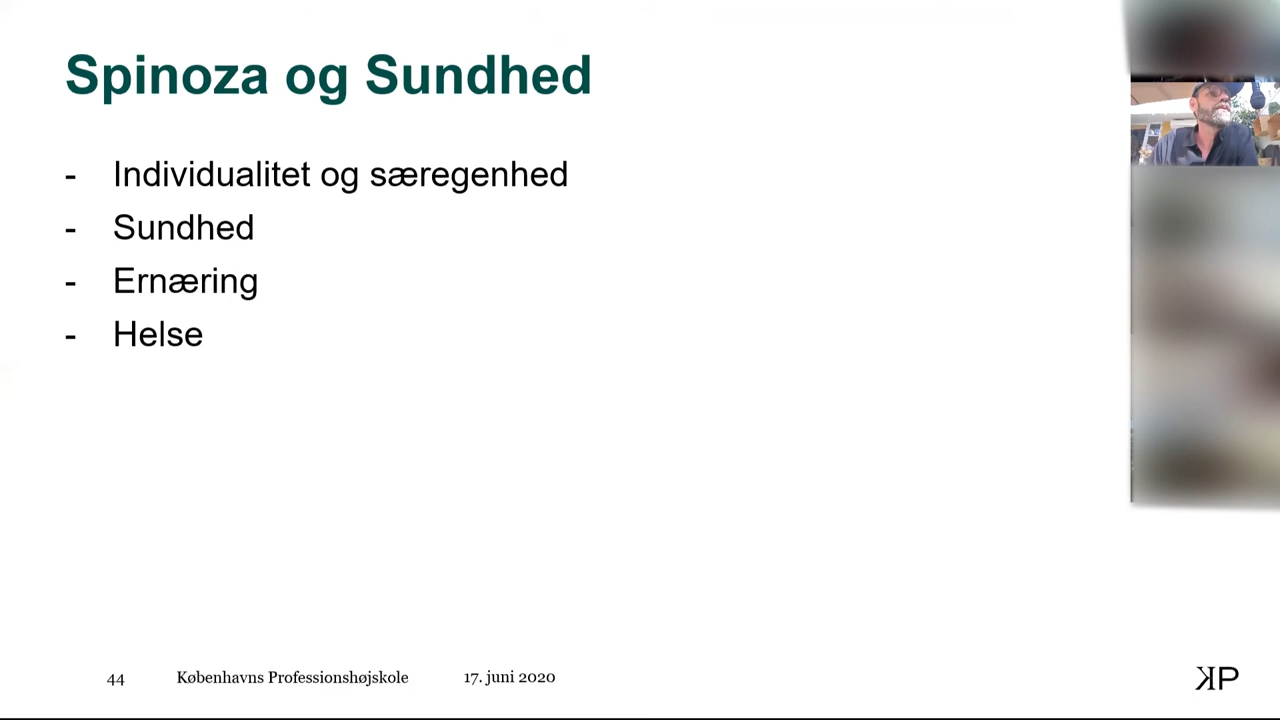 Spinoza og Sundhed
- Individualitet og særegenhed
- Sundhed
- Ernæring
- Helse
44 Københavns Professionshøjskole 17. juni 2020
KP